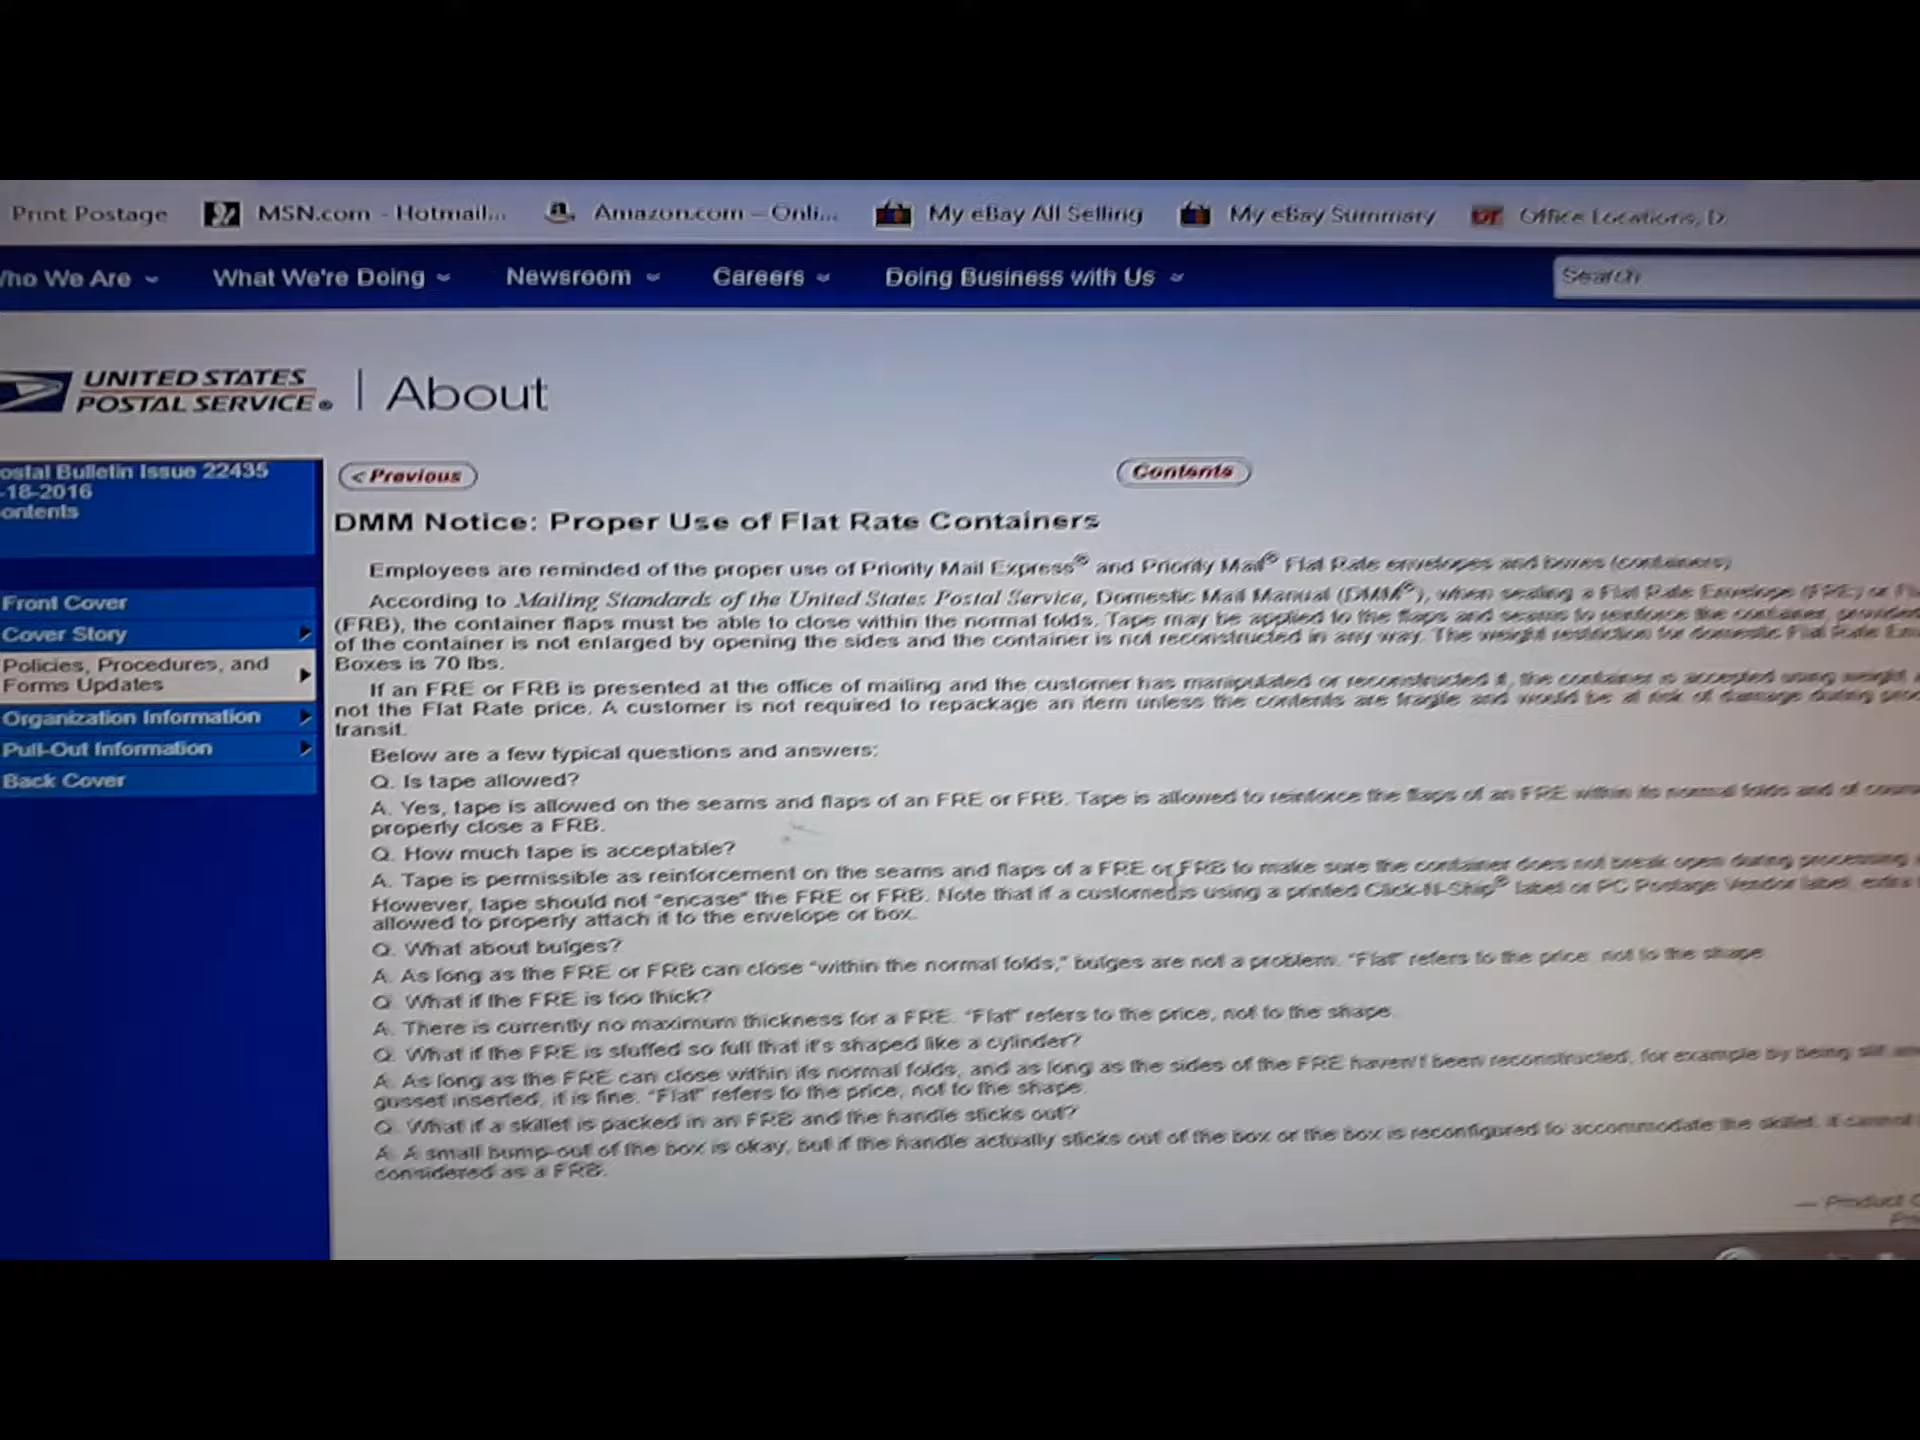 Print Postage MSN.com - Hotmail... Amazon.com – Onli... My eBay All Selling My eBay Summary Office Locations, D
ho We Are What We're Doing Newsroom Careers Doing Business with Us Search
UNITED STATES
POSTAL SERVICE® | About
ostal Bulletin Issue 22435
-18-2016
ontents
< Previous Contents
DMM Notice: Proper Use of Flat Rate Containers
Employees are reminded of the proper use of Priority Mail Express® and Priority Mail® Flat Rate envelopes and boxes (containers)
According to Mailing Standards of the United States Postal Service, Domestic Mail Manual (DMM®), when sealing a Flat Rate Envelope (FRE) or
(FRB), the container flaps must be able to close within the normal folds. Tape may be applied to the flaps and seams to reinforce the container, provided
of the container is not enlarged by opening the sides and the container is not reconstructed in any way. The weight restriction for domestic Flat Rate
Boxes is 70 lbs.
If an FRE or FRB is presented at the office of mailing and the customer has manipulated or reconstructed it, the container is accepted using weight
not the Flat Rate price. A customer is not required to repackage an item unless the contents are fragile and would be at risk of damage during
transit.
Below are a few typical questions and answers:
Q. Is tape allowed?
A. Yes, tape is allowed on the seams and flaps of an FRE or FRB. Tape is allowed to reinforce the flaps of an FRE within its normal folds and of
properly close a FRB.
Q. How much tape is acceptable?
A. Tape is permissible as reinforcement on the seams and flaps of a FRE or FRB to make sure the container does not break open during processing
However, tape should not "encase" the FRE or FRB. Note that if a customer is using a printed Click-N-Ship® label or PC Postage Vendor label, extra
allowed to properly attach it to the envelope or box.
Q. What about bulges?
A. As long as the FRE or FRB can close "within the normal folds," bulges are not a problem. "Flat" refers to the price not to the shape
Q. What if the FRE is too thick?
A. There is currently no maximum thickness for a FRE. "Flat" refers to the price, not to the shape.
Q. What if the FRE is stuffed so full that it's shaped like a cylinder?
A. As long as the FRE can close within its normal folds, and as long as the sides of the FRE haven't been reconstructed, for example by being slit
gusset inserted, it is fine. "Flat" refers to the price, not to the shape.
Q. What if a skillet is packed in an FRB and the handle sticks out?
A. A small bump-out of the box is okay, but if the handle actually sticks out of the box or the box is reconfigured to accommodate the skillet, it cannot
considered as a FRB.
— Product
Front Cover
Cover Story
Policies, Procedures, and
Forms Updates
Organization Information
Pull-Out Information
Back Cover